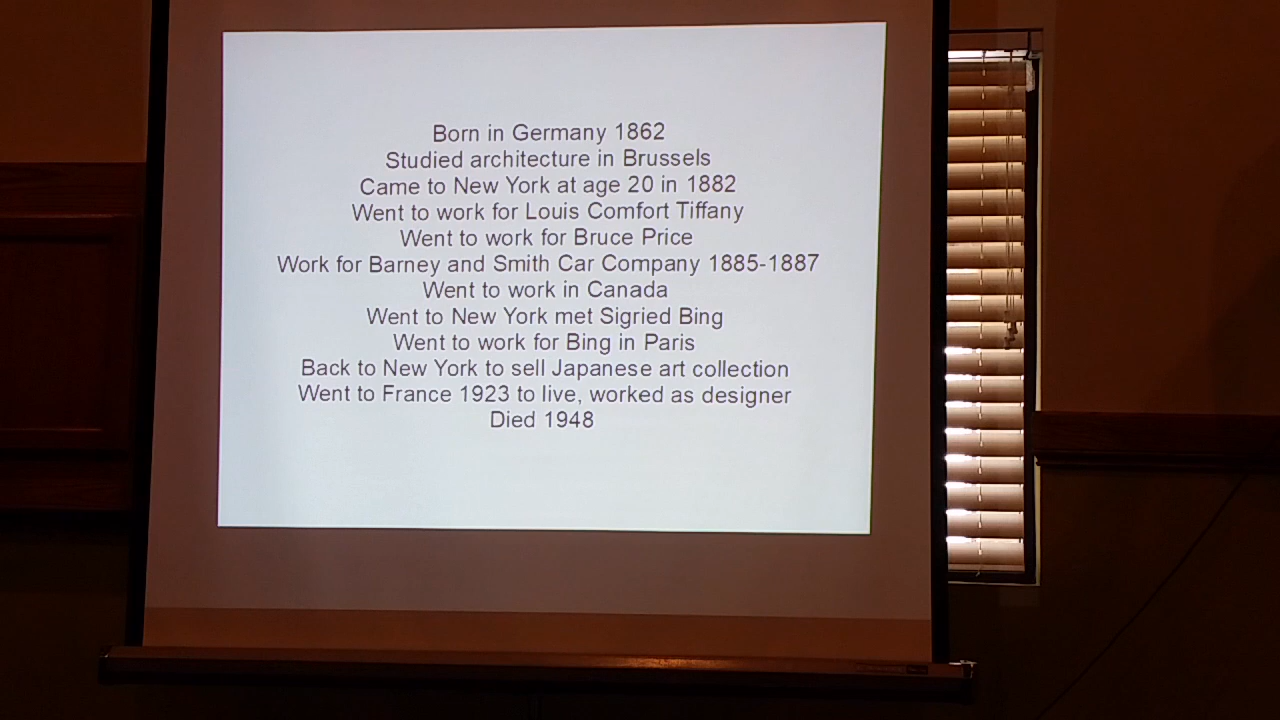 Born in Germany 1862
Studied architecture in Brussels
Came to New York at age 20 in 1882
Went to work for Louis Comfort Tiffany
Went to work for Bruce Price
Work for Barney and Smith Car Company 1885-1887
Went to work in Canada
Went to New York met Sigried Bing
Went to work for Bing in Paris
Back to New York to sell Japanese art collection
Went to France 1923 to live, worked as designer
Died 1948